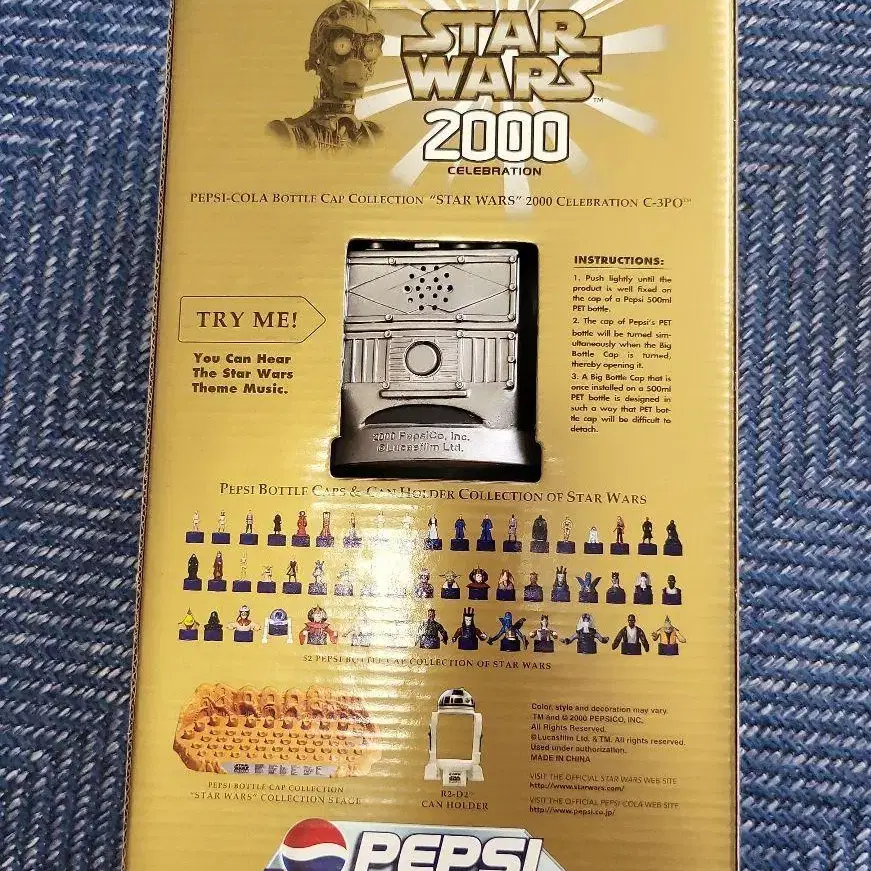 STAR
WARS™
2000
CELEBRATION
PEPSI-COLA BOTTLE CAP COLLECTION "STAR WARS" 2000 CELEBRATION C-3PO™
INSTRUCTIONS:
1. Push lightly until the
product is well fixed on
the cap of a Pepsi 500ml
PET bottle.
2. The cap of Pepsi's PET
bottle will be turned sim-
ultaneously when the Big
Bottle Cap is turned,
thereby opening it.
3. A Big Bottle Cap that is
once installed on a 500ml
PET bottle is designed in
such a way that PET bot-
tle cap will be difficult to
detach.
TRY ME!
You Can Hear
The Star Wars
Theme Music.
2000 PepsiCo, Inc.
©Lucasfilm Ltd.
PEPSI BOTTLE CAPS & CAN HOLDER COLLECTION OF STAR WARS
52 PEPSI BOTTLE CAP COLLECTION OF STAR WARS
PEPSI BOTTLE CAP COLLECTION
"STAR WARS" COLLECTION STAGE
R2-D2™
CAN HOLDER
Color, style and decoration may vary.
TM and © 2000 PEPSICO, INC.
All Rights Reserved.
©Lucasfilm Ltd. & TM. All rights reserved.
Used under authorization.
MADE IN CHINA
VISIT THE OFFICIAL STAR WARS WEB SITE
http://www.starwars.com/
VISIT THE OFFICIAL PEPSI COLA WEB SITE
http://www.pepsi.co.jp/
PEPSI